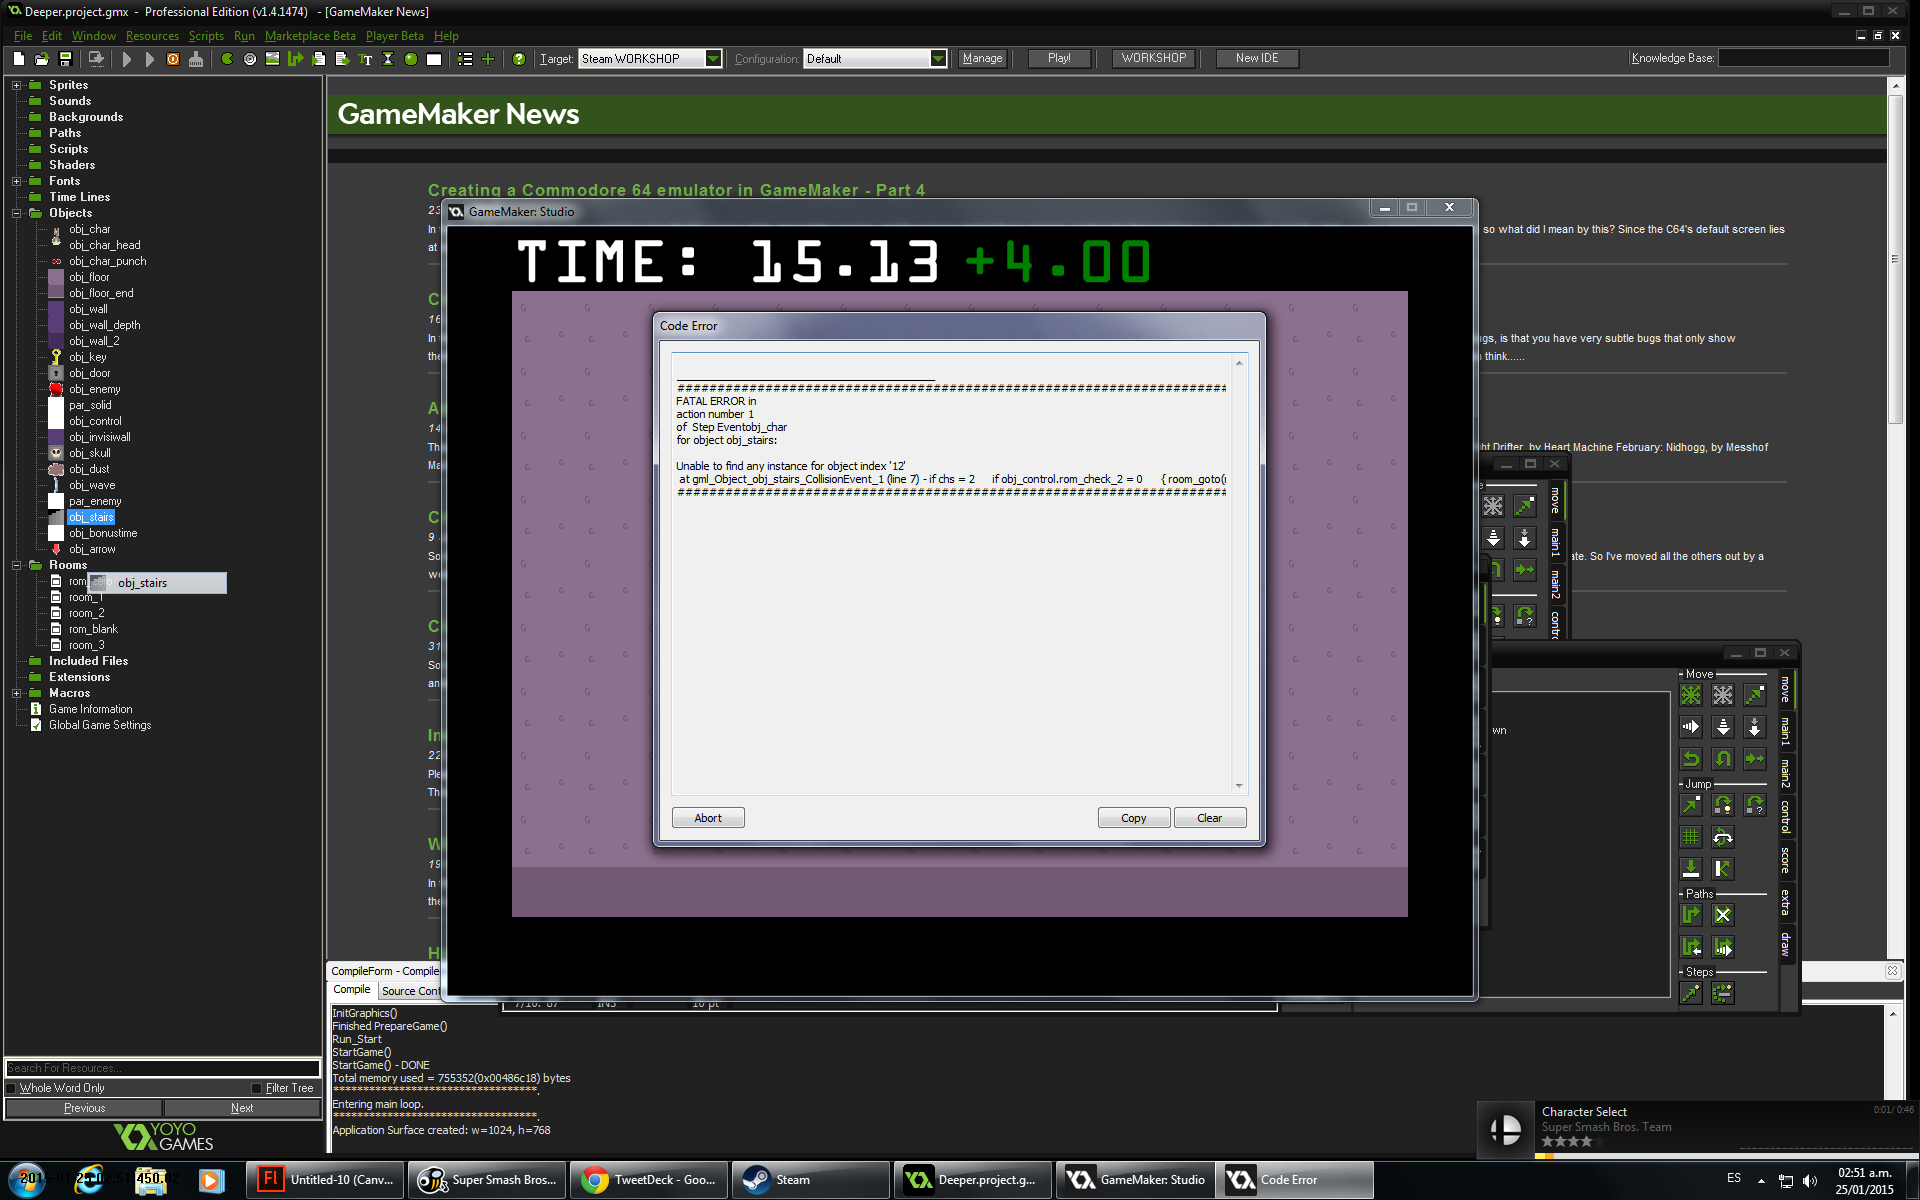 Deeper.project.gmx - Professional Edition (v1.4.1474) - [GameMaker News]
File Edit Window Resources Scripts Run Marketplace Beta Player Beta Help
Target: Steam WORKSHOP Configuration: Default Manage Play! WORKSHOP New IDE Knowledge Base:
Sprites
Sounds
Backgrounds
Paths
Scripts
Shaders
Fonts
Time Lines
Objects
obj_char
obj_char_head
obj_char_punch
obj_floor
obj_floor_end
obj_wall
obj_wall_depth
obj_wall_2
obj_key
obj_door
obj_enemy
par_solid
obj_control
obj_invisiwall
obj_skull
obj_dust
obj_wave
par_enemy
obj_stairs
obj_bonustime
obj_arrow
Rooms
obj_stairs
room_1
room_2
rom_blank
room_3
Included Files
Extensions
Macros
Game Information
Global Game Settings
Search For Resources...
Whole Word Only Filter Tree
Previous Next
YOYO GAMES
GameMaker News
Creating a Commodore 64 emulator in GameMaker - Part 4
so what did I mean by this? Since the C64's default screen lies
gs, is that you have very subtle bugs that only show
think......
ht Drifter, by Heart Machine February: Nidhogg, by Messhof
ate. So I've moved all the others out by a
GameMaker: Studio
TIME: 15.13 +4.00
Code Error
FATAL ERROR in
action number 1
of Step Eventobj_char
for object obj_stairs:
Unable to find any instance for object index '12'
at gml_Object_obj_stairs_CollisionEvent_1 (line 7) - if chs = 2 if obj_control.rom_check_2 = 0 { room_goto(r
Abort Copy Clear
move
main1
main2
contro
wn
Move
Jump
Paths
Steps
move
main1
main2
control
score
extra
draw
CompileForm - Compile
Compile Source Cont
7/10: 87 INS 10 pt
InitGraphics()
Finished PrepareGame()
Run_Start
StartGame()
StartGame() - DONE
Total memory used = 755352(0x00486c18) bytes
**********************************.
Entering main loop.
**********************************.
Application Surface created: w=1024, h=768
Character Select
Super Smash Bros. Team
0:01/ 0:46
Untitled-10 (Canv...
Super Smash Bros...
TweetDeck - Goo...
Steam
Deeper.project.g...
GameMaker: Studio
Code Error
ES
02:51 a.m.
25/01/2015